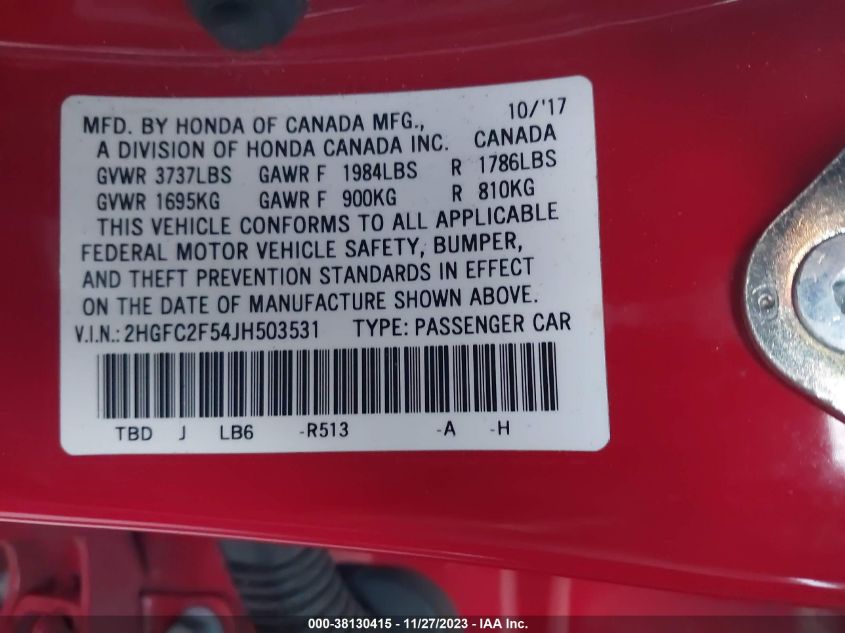 MFD. BY HONDA OF CANADA MFG., 10/'17
A DIVISION OF HONDA CANADA INC. CANADA
GVWR 3737LBS GAWR F 1984LBS R 1786LBS
GVWR 1695KG GAWR F 900KG R 810KG
THIS VEHICLE CONFORMS TO ALL APPLICABLE
FEDERAL MOTOR VEHICLE SAFETY, BUMPER,
AND THEFT PREVENTION STANDARDS IN EFFECT
ON THE DATE OF MANUFACTURE SHOWN ABOVE.
V.I.N.: 2HGFC2F54JH503531 TYPE: PASSENGER CAR
TBD J LB6 -R513 -A -H
000-38130415 - 11/27/2023 - IAAI Inc.